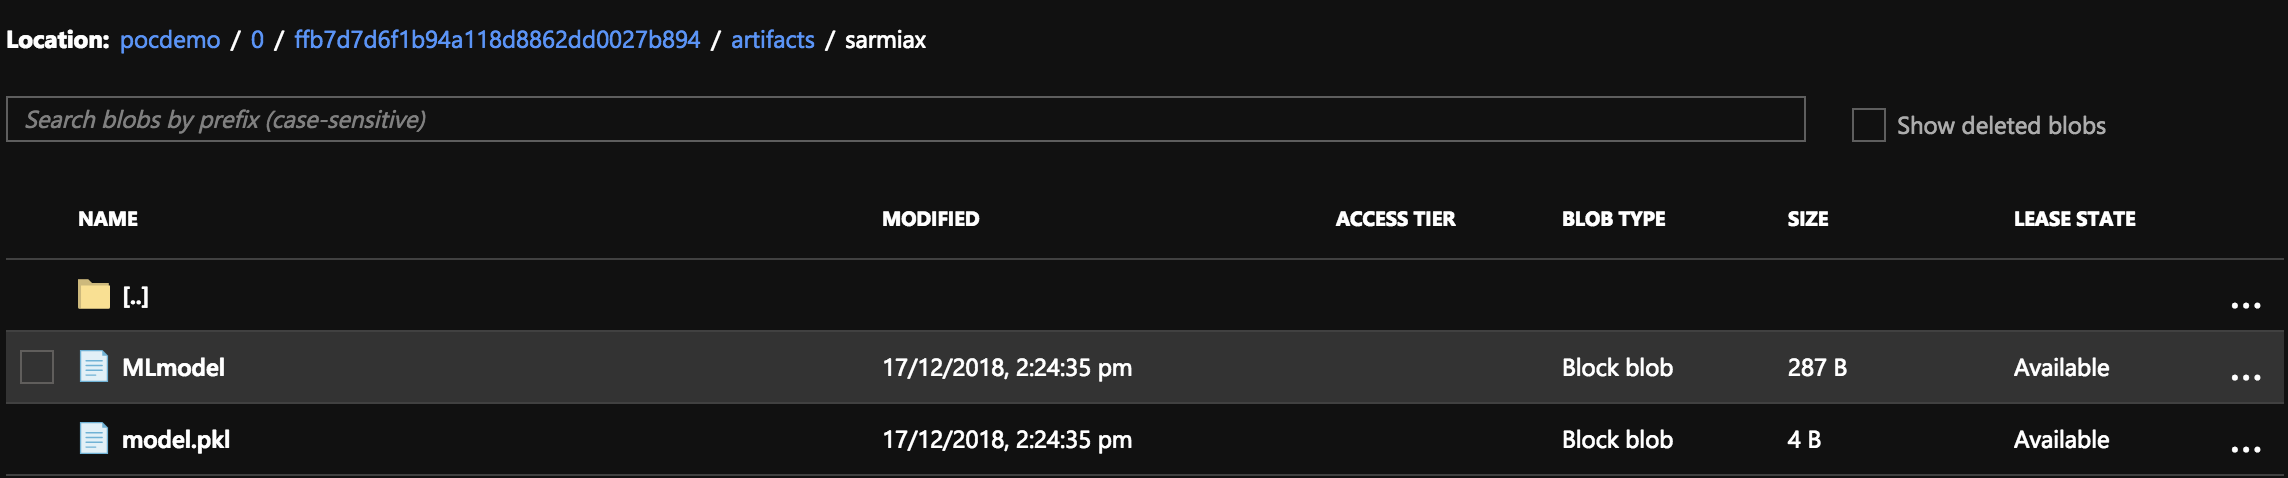 Location: pocdemo / 0 / ffb7d7d6f1b94a118d8862dd0027b894 / artifacts / sarmiax
Search blobs by prefix (case-sensitive)
Show deleted blobs
NAME MODIFIED ACCESS TIER BLOB TYPE SIZE LEASE STATE
[..] ...
MLmodel 17/12/2018, 2:24:35 pm Block blob 287 B Available ...
model.pkl 17/12/2018, 2:24:35 pm Block blob 4 B Available ...